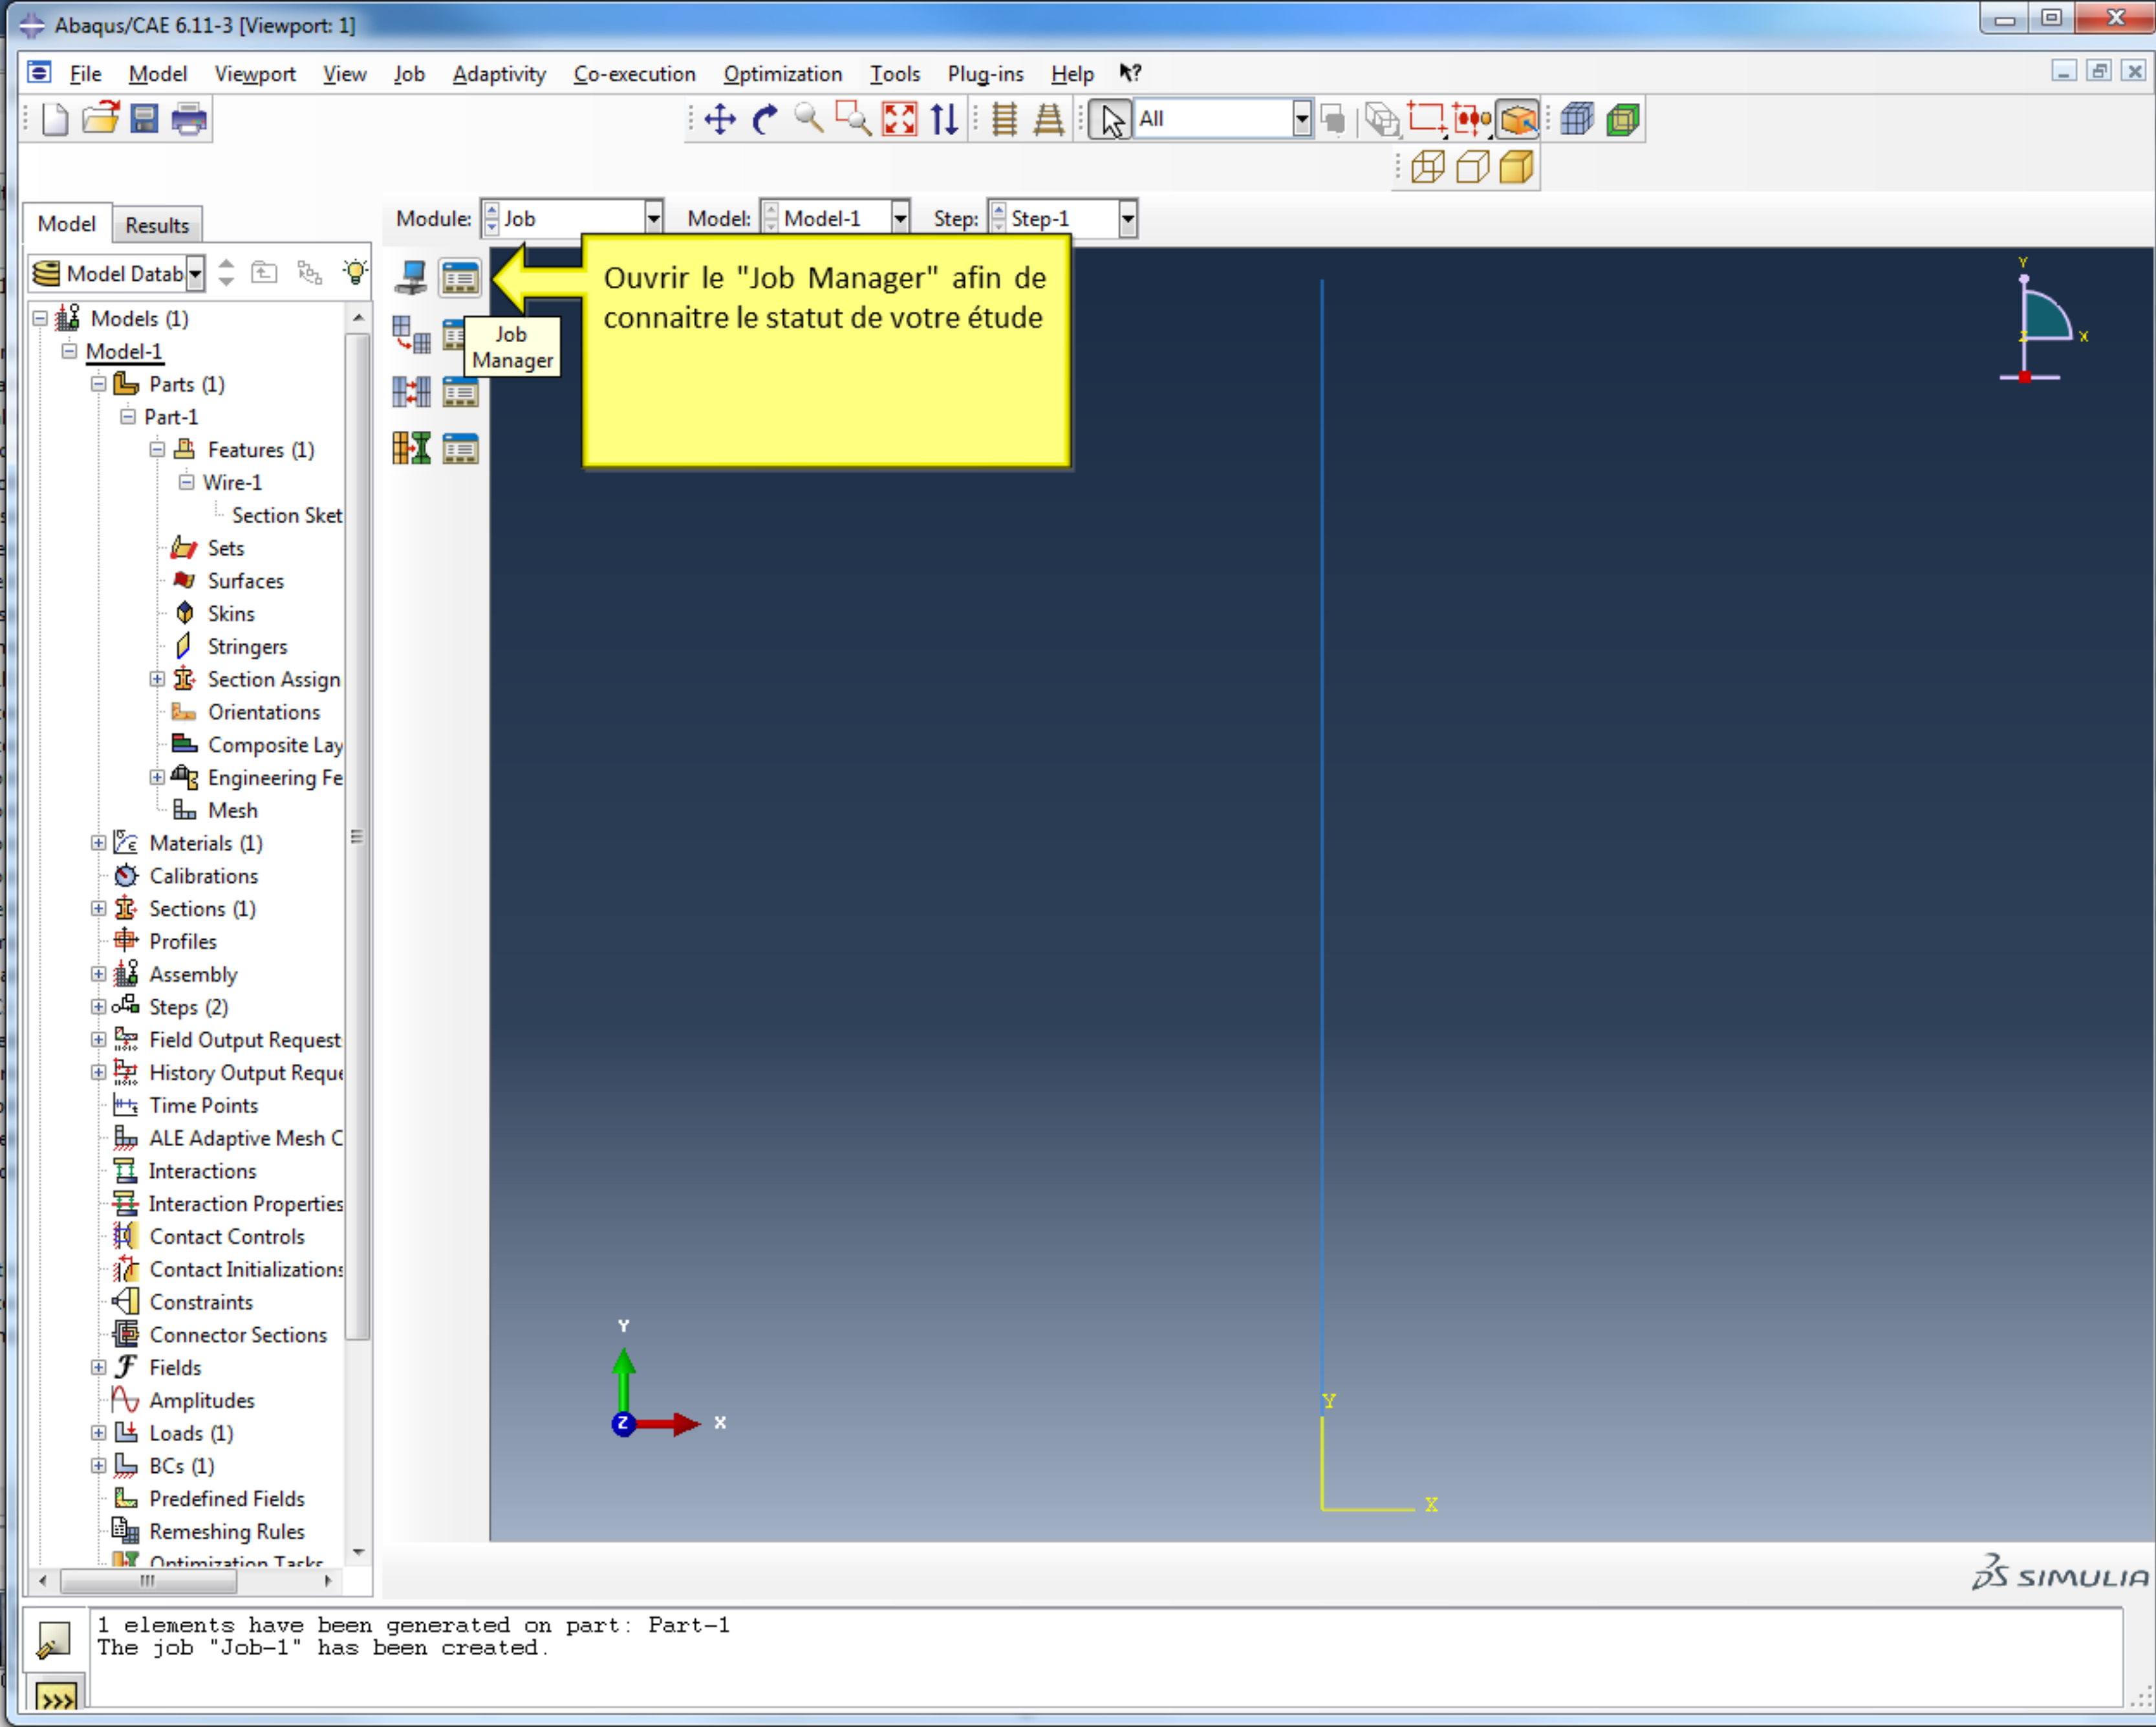 Abaqus/CAE 6.11-3 [Viewport: 1]
File Model Viewport View Job Adaptivity Co-execution Optimization Tools Plug-ins Help ?
All
Model Results
Module: Job Model: Model-1 Step: Step-1
Model Datab
Ouvrir le "Job Manager" afin de
connaitre le statut de votre étude
Job
Manager
Models (1)
Model-1
Parts (1)
Part-1
Features (1)
Wire-1
Section Sket
Sets
Surfaces
Skins
Stringers
Section Assign
Orientations
Composite Lay
Engineering Fe
Mesh
Materials (1)
Calibrations
Sections (1)
Profiles
Assembly
Steps (2)
Field Output Request
History Output Reque
Time Points
ALE Adaptive Mesh C
Interactions
Interaction Properties
Contact Controls
Contact Initializations
Constraints
Connector Sections
Fields
Amplitudes
Loads (1)
BCs (1)
Predefined Fields
Remeshing Rules
Optimization Tasks
Y
X
Z
Y
X
Z
Y
X
SIMULIA
1 elements have been generated on part: Part-1
The job "Job-1" has been created.
>>>